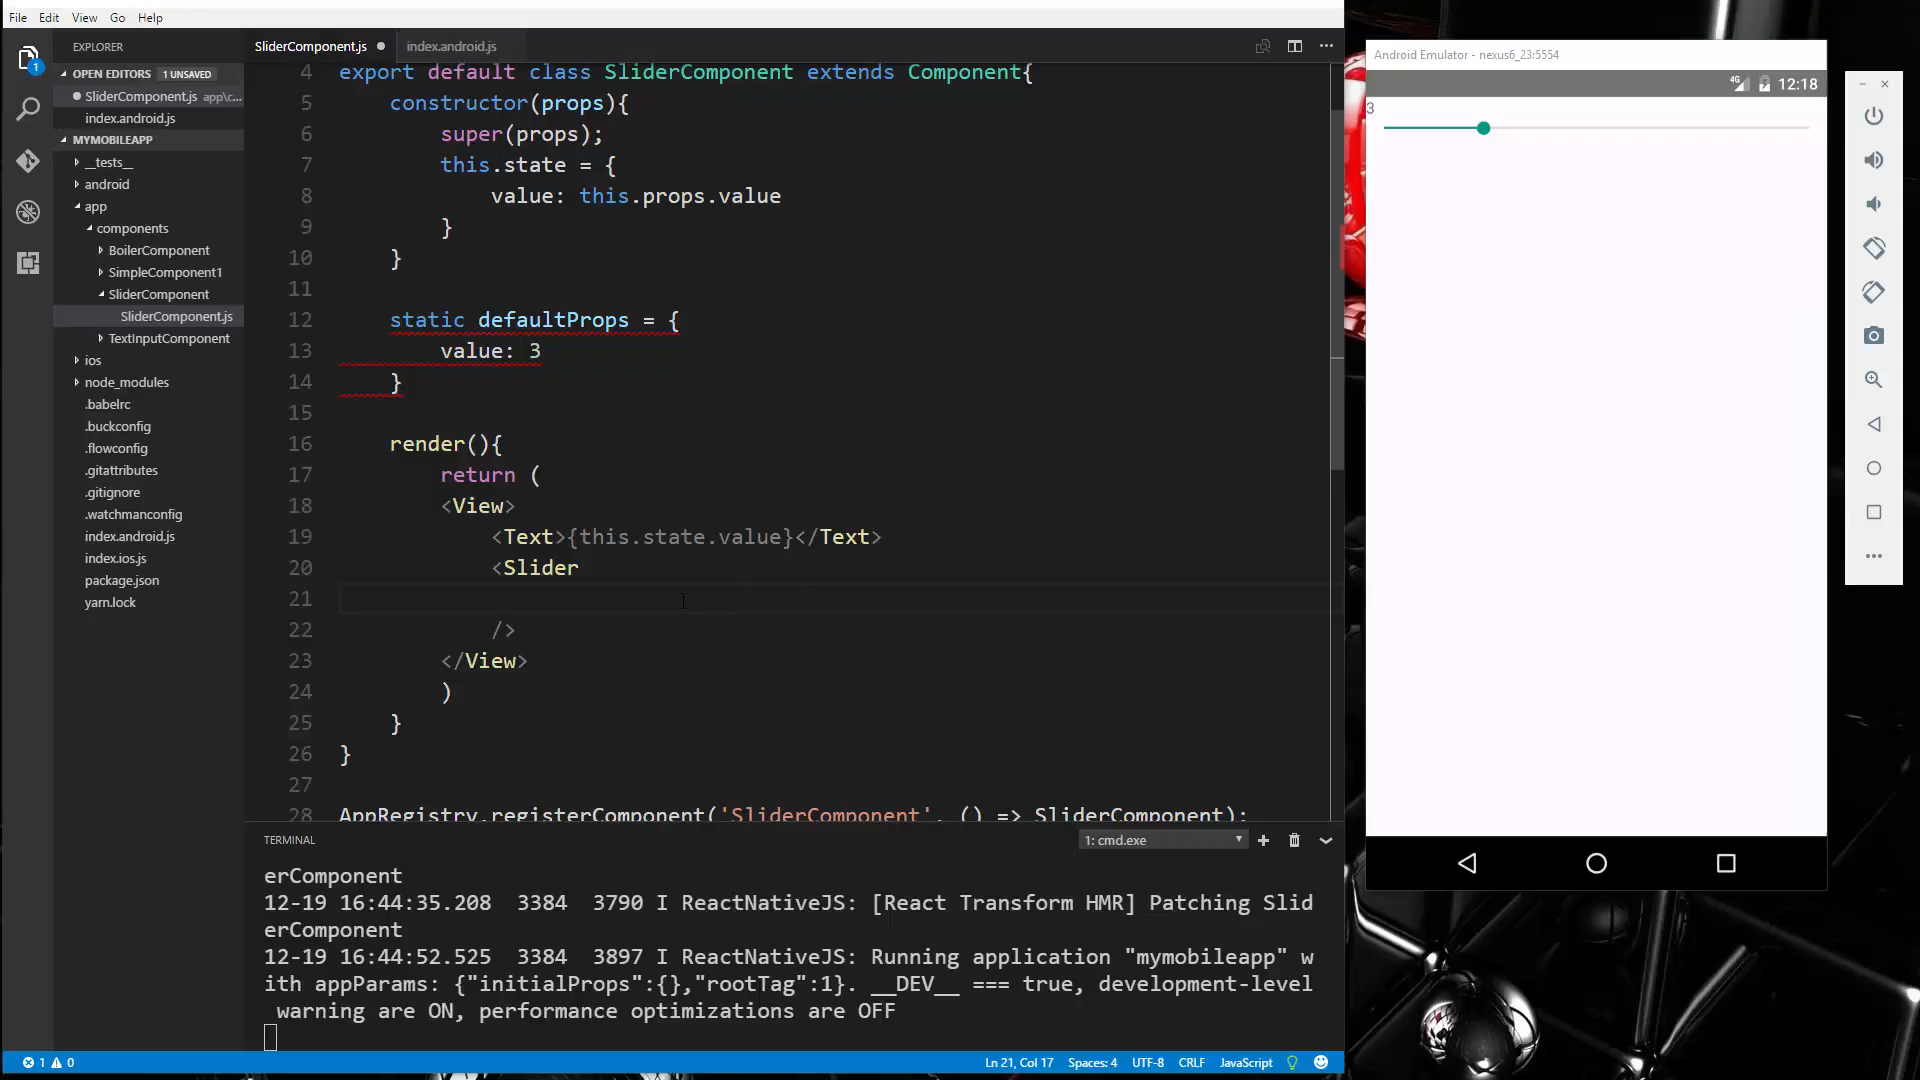 File Edit View Go Help
EXPLORER
OPEN EDITORS 1 UNSAVED
SliderComponent.js app\c...
index.android.js
MYMOBILEAPP
__tests__
android
app
components
BoilerComponent
SimpleComponent1
SliderComponent
SliderComponent.js
TextInputComponent
ios
node_modules
.babelrc
.buckconfig
.flowconfig
.gitattributes
.gitignore
.watchmanconfig
index.android.js
index.ios.js
package.json
yarn.lock
1
SliderComponent.js index.android.js
4 export default class SliderComponent extends Component{
5 constructor(props){
6 super(props);
7 this.state = {
8 value: this.props.value
9 }
10 }
11
12 static defaultProps = {
13 value: 3
14 }
15
16 render(){
17 return (
18 <View>
19 <Text>{this.state.value}</Text>
20 <Slider
21
22 />
23 </View>
24 )
25 }
26 }
27
28 AppRegistry.registerComponent('SliderComponent', () => SliderComponent);
TERMINAL 1: cmd.exe
erComponent
12-19 16:44:35.208 3384 3790 I ReactNativeJS: [React Transform HMR] Patching Slid
erComponent
12-19 16:44:52.525 3384 3897 I ReactNativeJS: Running application "mymobileapp" w
ith appParams: {"initialProps":{},"rootTag":1}. __DEV__ === true, development-level
warning are ON, performance optimizations are OFF
1 0 Ln 21, Col 17 Spaces: 4 UTF-8 CRLF JavaScript
Android Emulator - nexus6_23:5554
4G 12:18
3